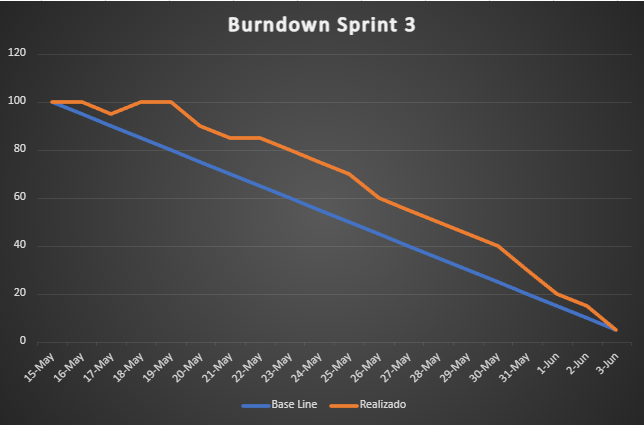 Burndown Sprint 3
120
100
80
60
40
20
0
15-May
16-May
17-May
18-May
19-May
20-May
21-May
22-May
23-May
24-May
25-May
26-May
27-May
28-May
29-May
30-May
31-May
1-Jun
2-Jun
3-Jun
Base Line
Realizado